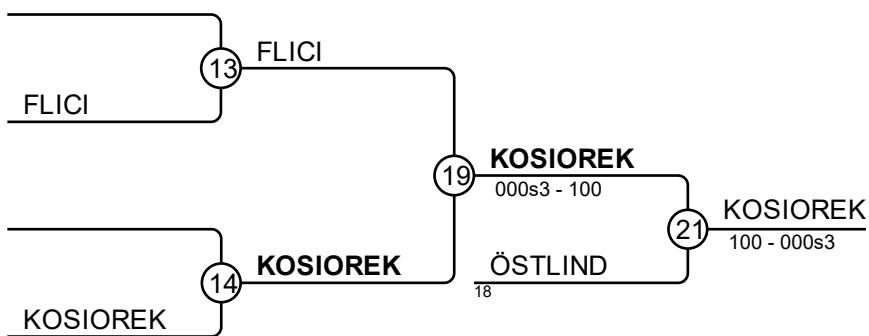 FLICI
13
FLICI
KOSIOREK
14
KOSIOREK
19
KOSIOREK
000s3 - 100
ÖSTLIND
18
21
KOSIOREK
100 - 000s3